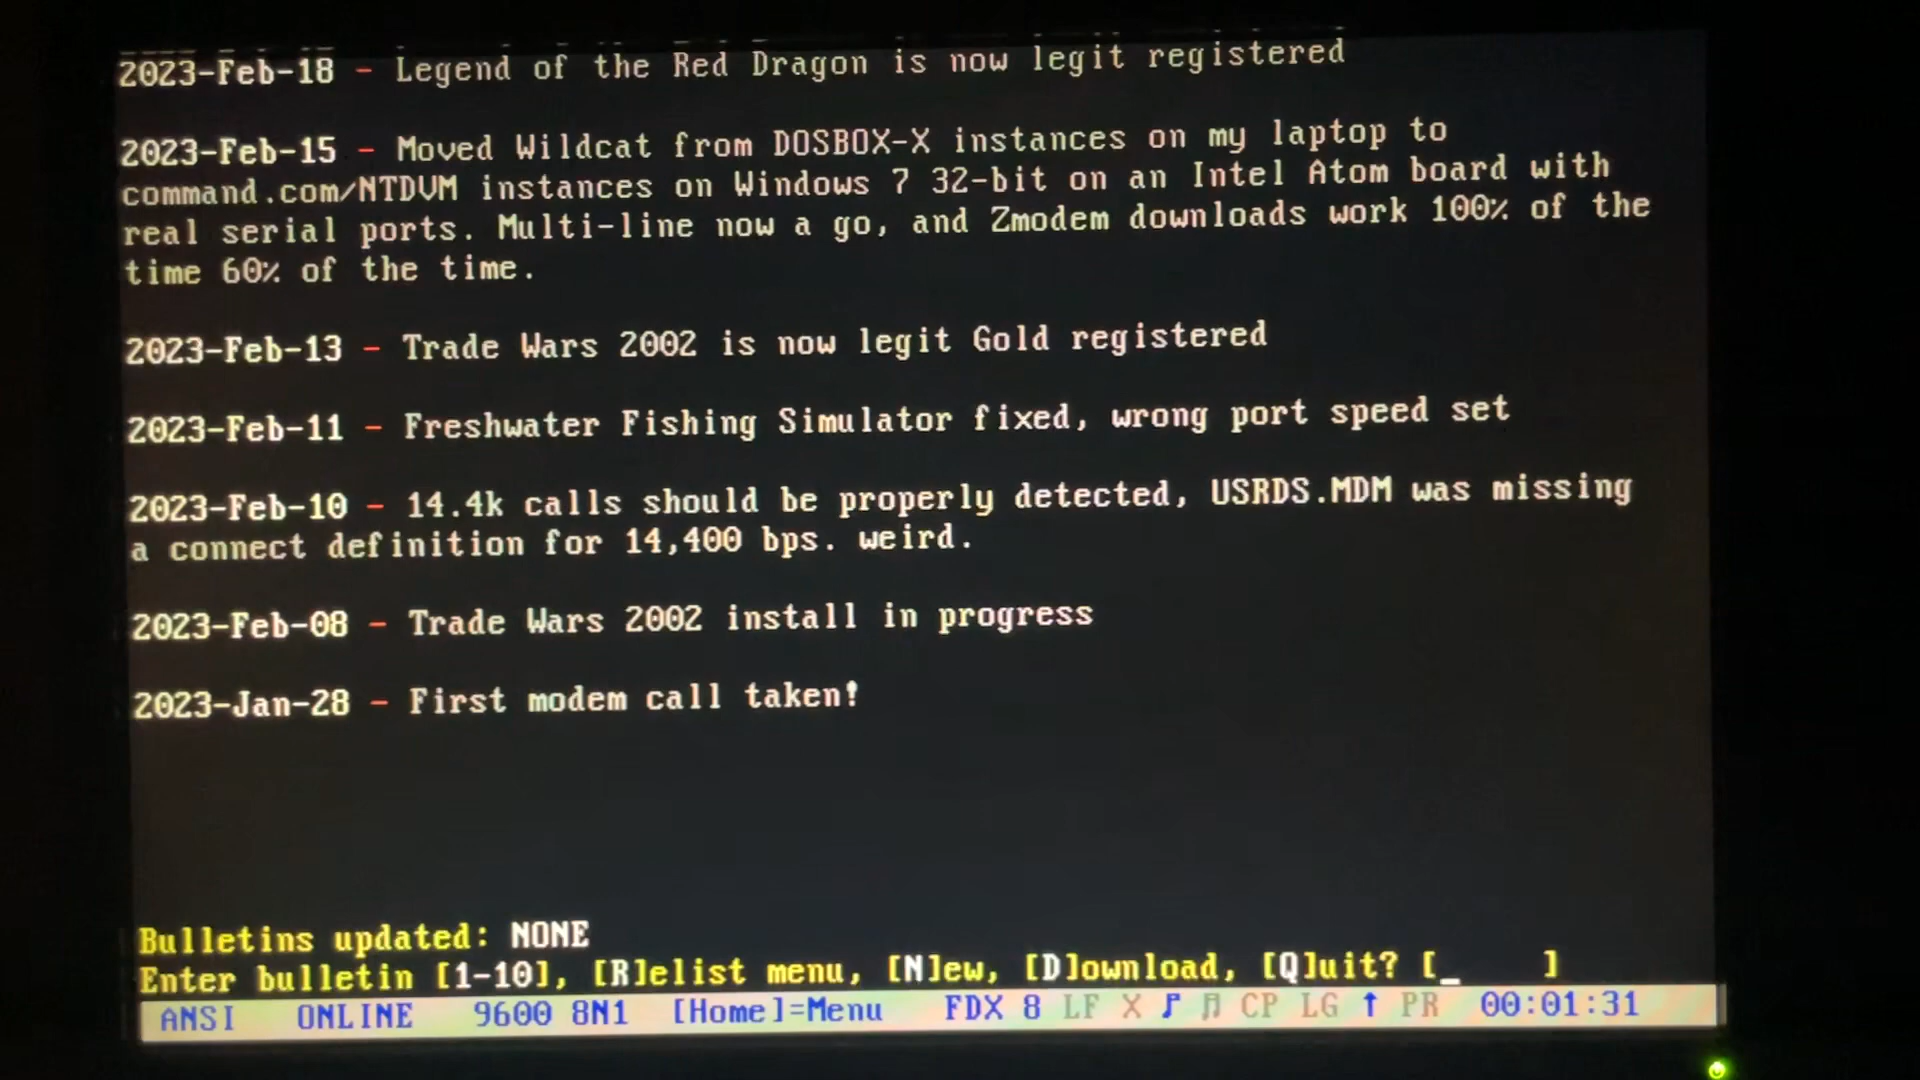 2023-Feb-18 - Legend of the Red Dragon is now legit registered
2023-Feb-15 - Moved Wildcat from DOSBOX-X instances on my laptop to
command.com/NTDVM instances on Windows 7 32-bit on an Intel Atom board with
real serial ports. Multi-line now a go, and Zmodem downloads work 100% of the
time 60% of the time.
2023-Feb-13 - Trade Wars 2002 is now legit Gold registered
2023-Feb-11 - Freshwater Fishing Simulator fixed, wrong port speed set
2023-Feb-10 - 14.4k calls should be properly detected, USRDS.MDM was missing
a connect definition for 14,400 bps. weird.
2023-Feb-08 - Trade Wars 2002 install in progress
2023-Jan-28 - First modem call taken!
Bulletins updated: NONE
Enter bulletin [1-10], [R]elist menu, [N]ew, [D]ownload, [Q]uit? [_ ]
ANSI ONLINE 9600 8N1 [Home]=Menu FDX 8 LF X ♪ ♫ CP LG ↑ PR 00:01:31